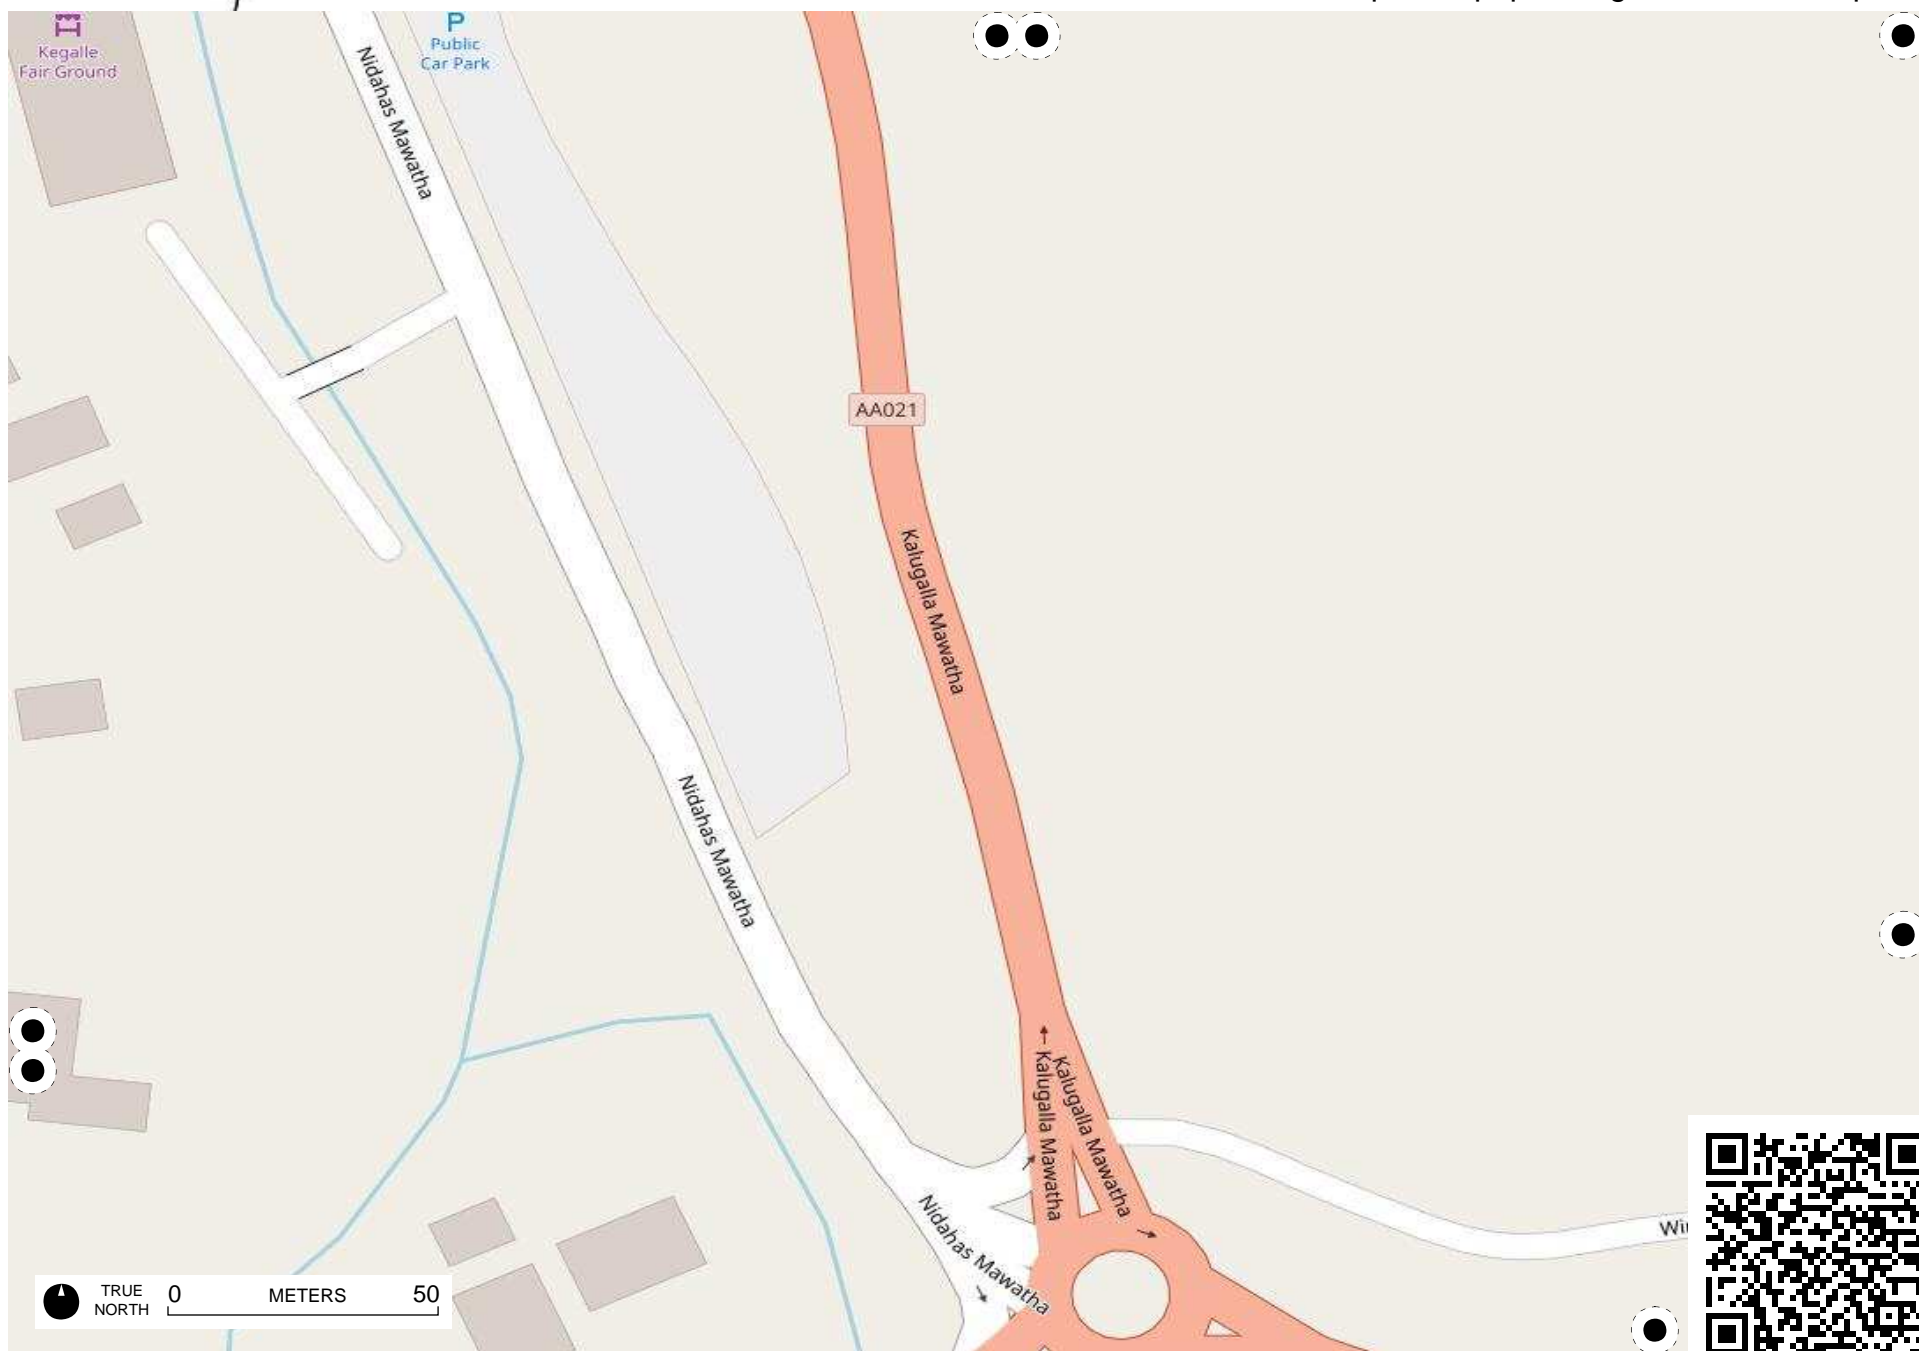 Kegalle
Fair Ground
P
Public
Car Park
Nidahas Mawatha
AA021
Kalugalla Mawatha
Nidahas Mawatha
Kalugalla Mawatha
Kalugalla Mawatha
Nidahas Mawatha
TRUE
NORTH
0
METERS
50